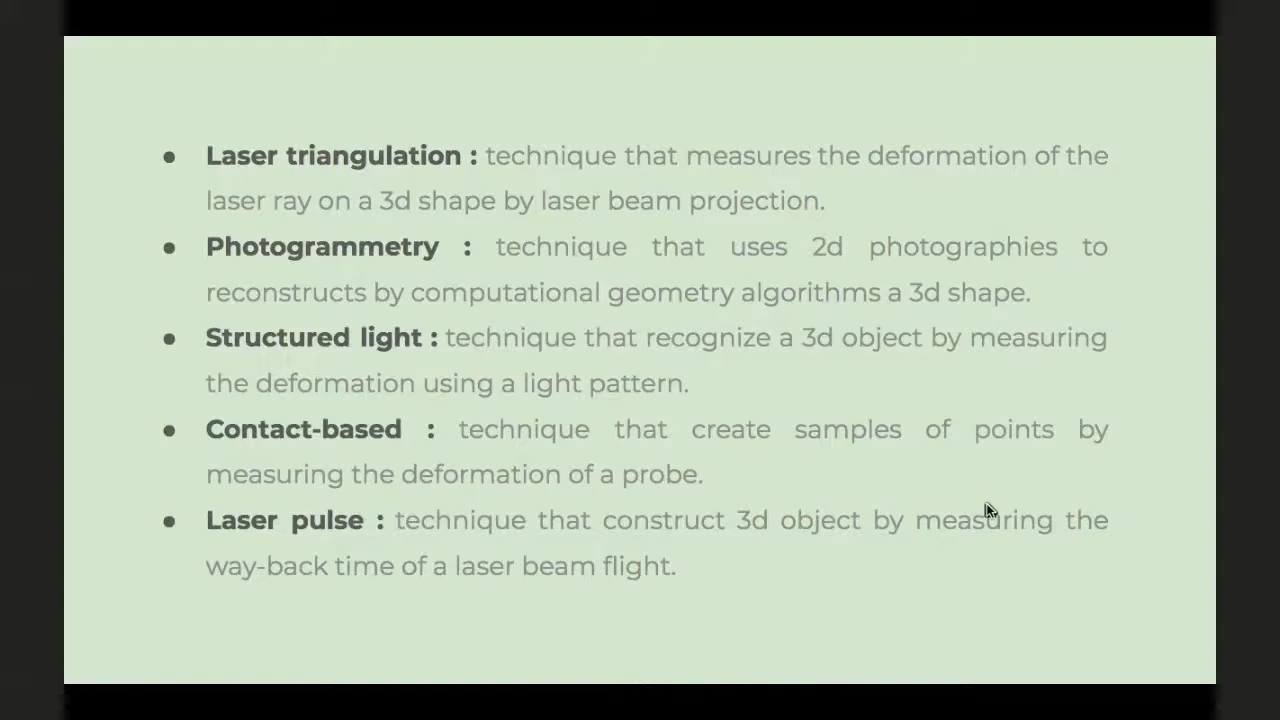 ● Laser triangulation : technique that measures the deformation of the
laser ray on a 3d shape by laser beam projection.
● Photogrammetry : technique that uses 2d photographies to
reconstructs by computational geometry algorithms a 3d shape.
● Structured light : technique that recognize a 3d object by measuring
the deformation using a light pattern.
● Contact-based : technique that create samples of points by
measuring the deformation of a probe.
● Laser pulse : technique that construct 3d object by measuring the
way-back time of a laser beam flight.